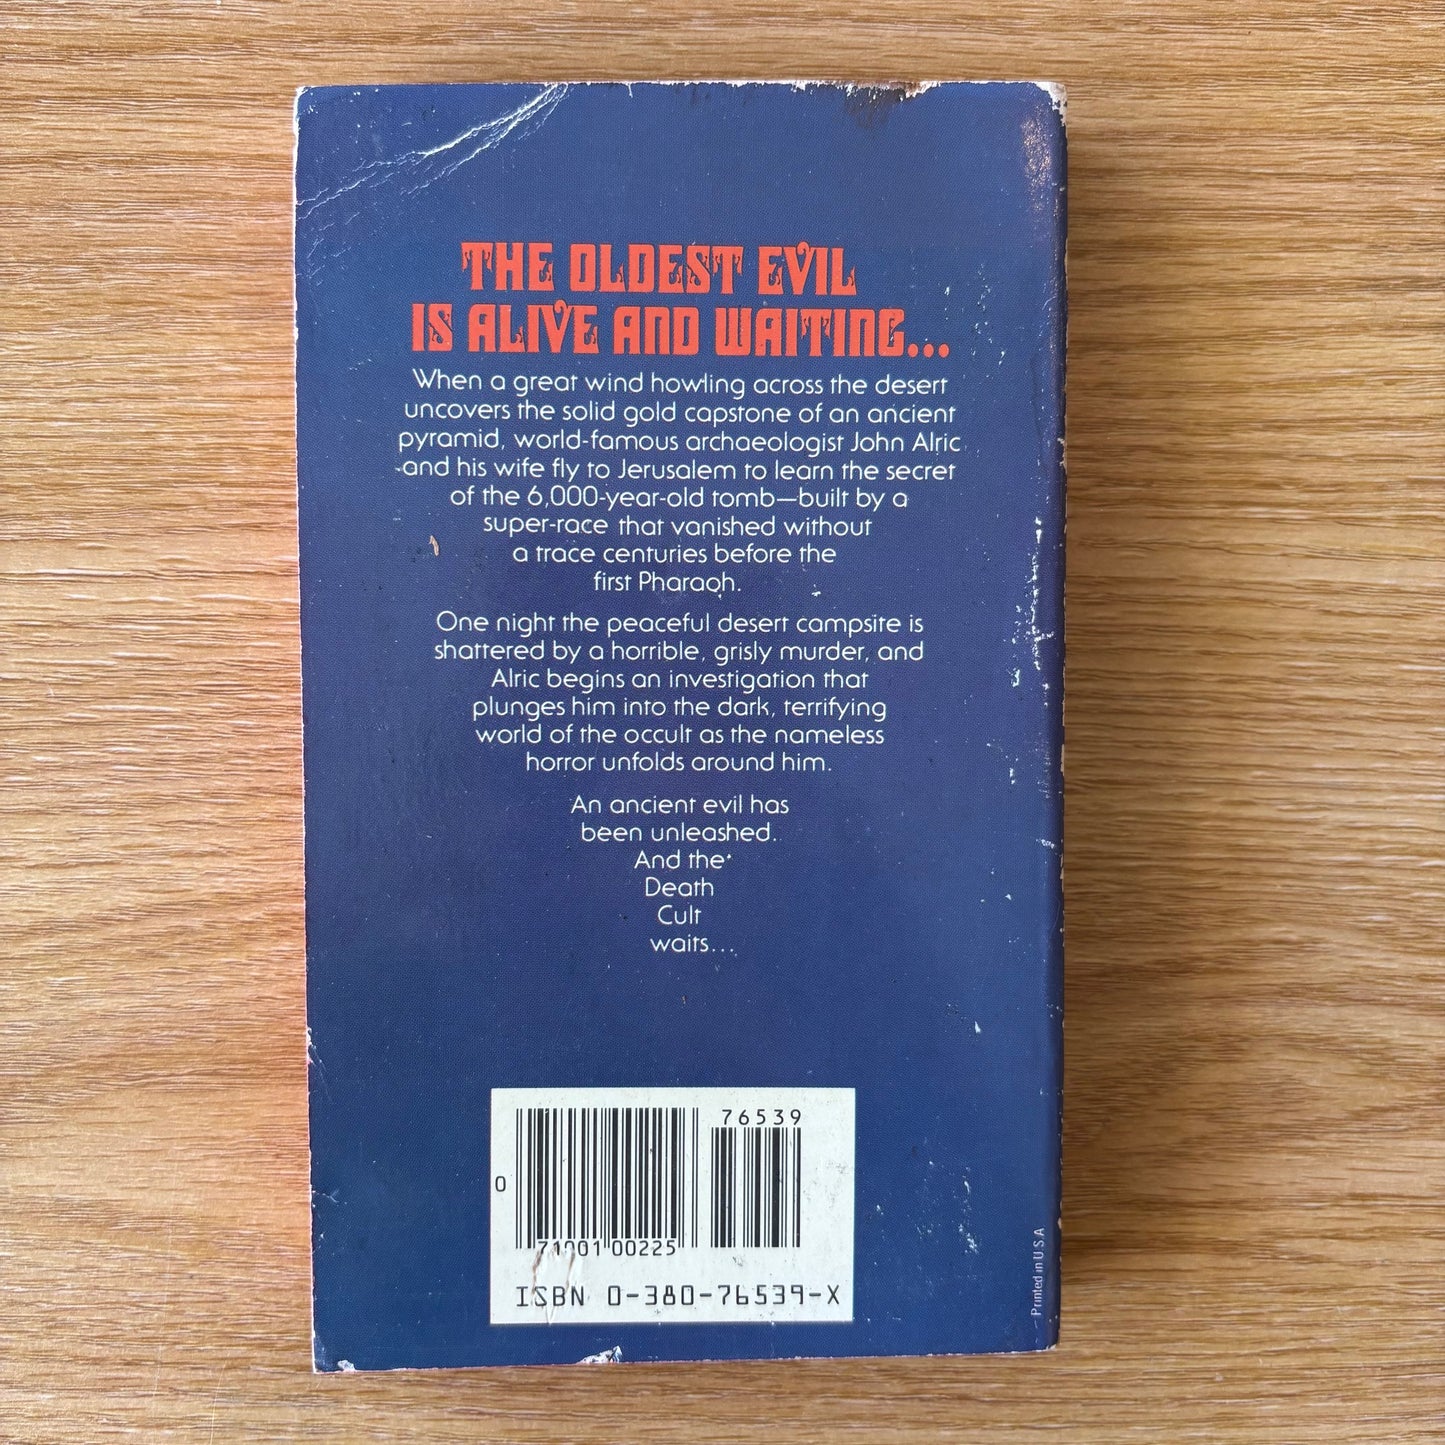 THE OLDEST EVIL
IS ALIVE AND WAITING...
When a great wind howling across the desert
uncovers the solid gold capstone of an ancient
pyramid, world-famous archaeologist John Alric
and his wife fly to Jerusalem to learn the secret
of the 6,000-year-old tomb—built by a
super-race that vanished without
a trace centuries before the
first Pharaoh.
One night the peaceful desert campsite is
shattered by a horrible, grisly murder, and
Alric begins an investigation that
plunges him into the dark, terrifying
world of the occult as the nameless
horror unfolds around him.
An ancient evil has
been unleashed.
And the
Death
Cult
waits...
76539
0
71001 00225
ISBN 0-380-76539-X
Printed in U.S.A